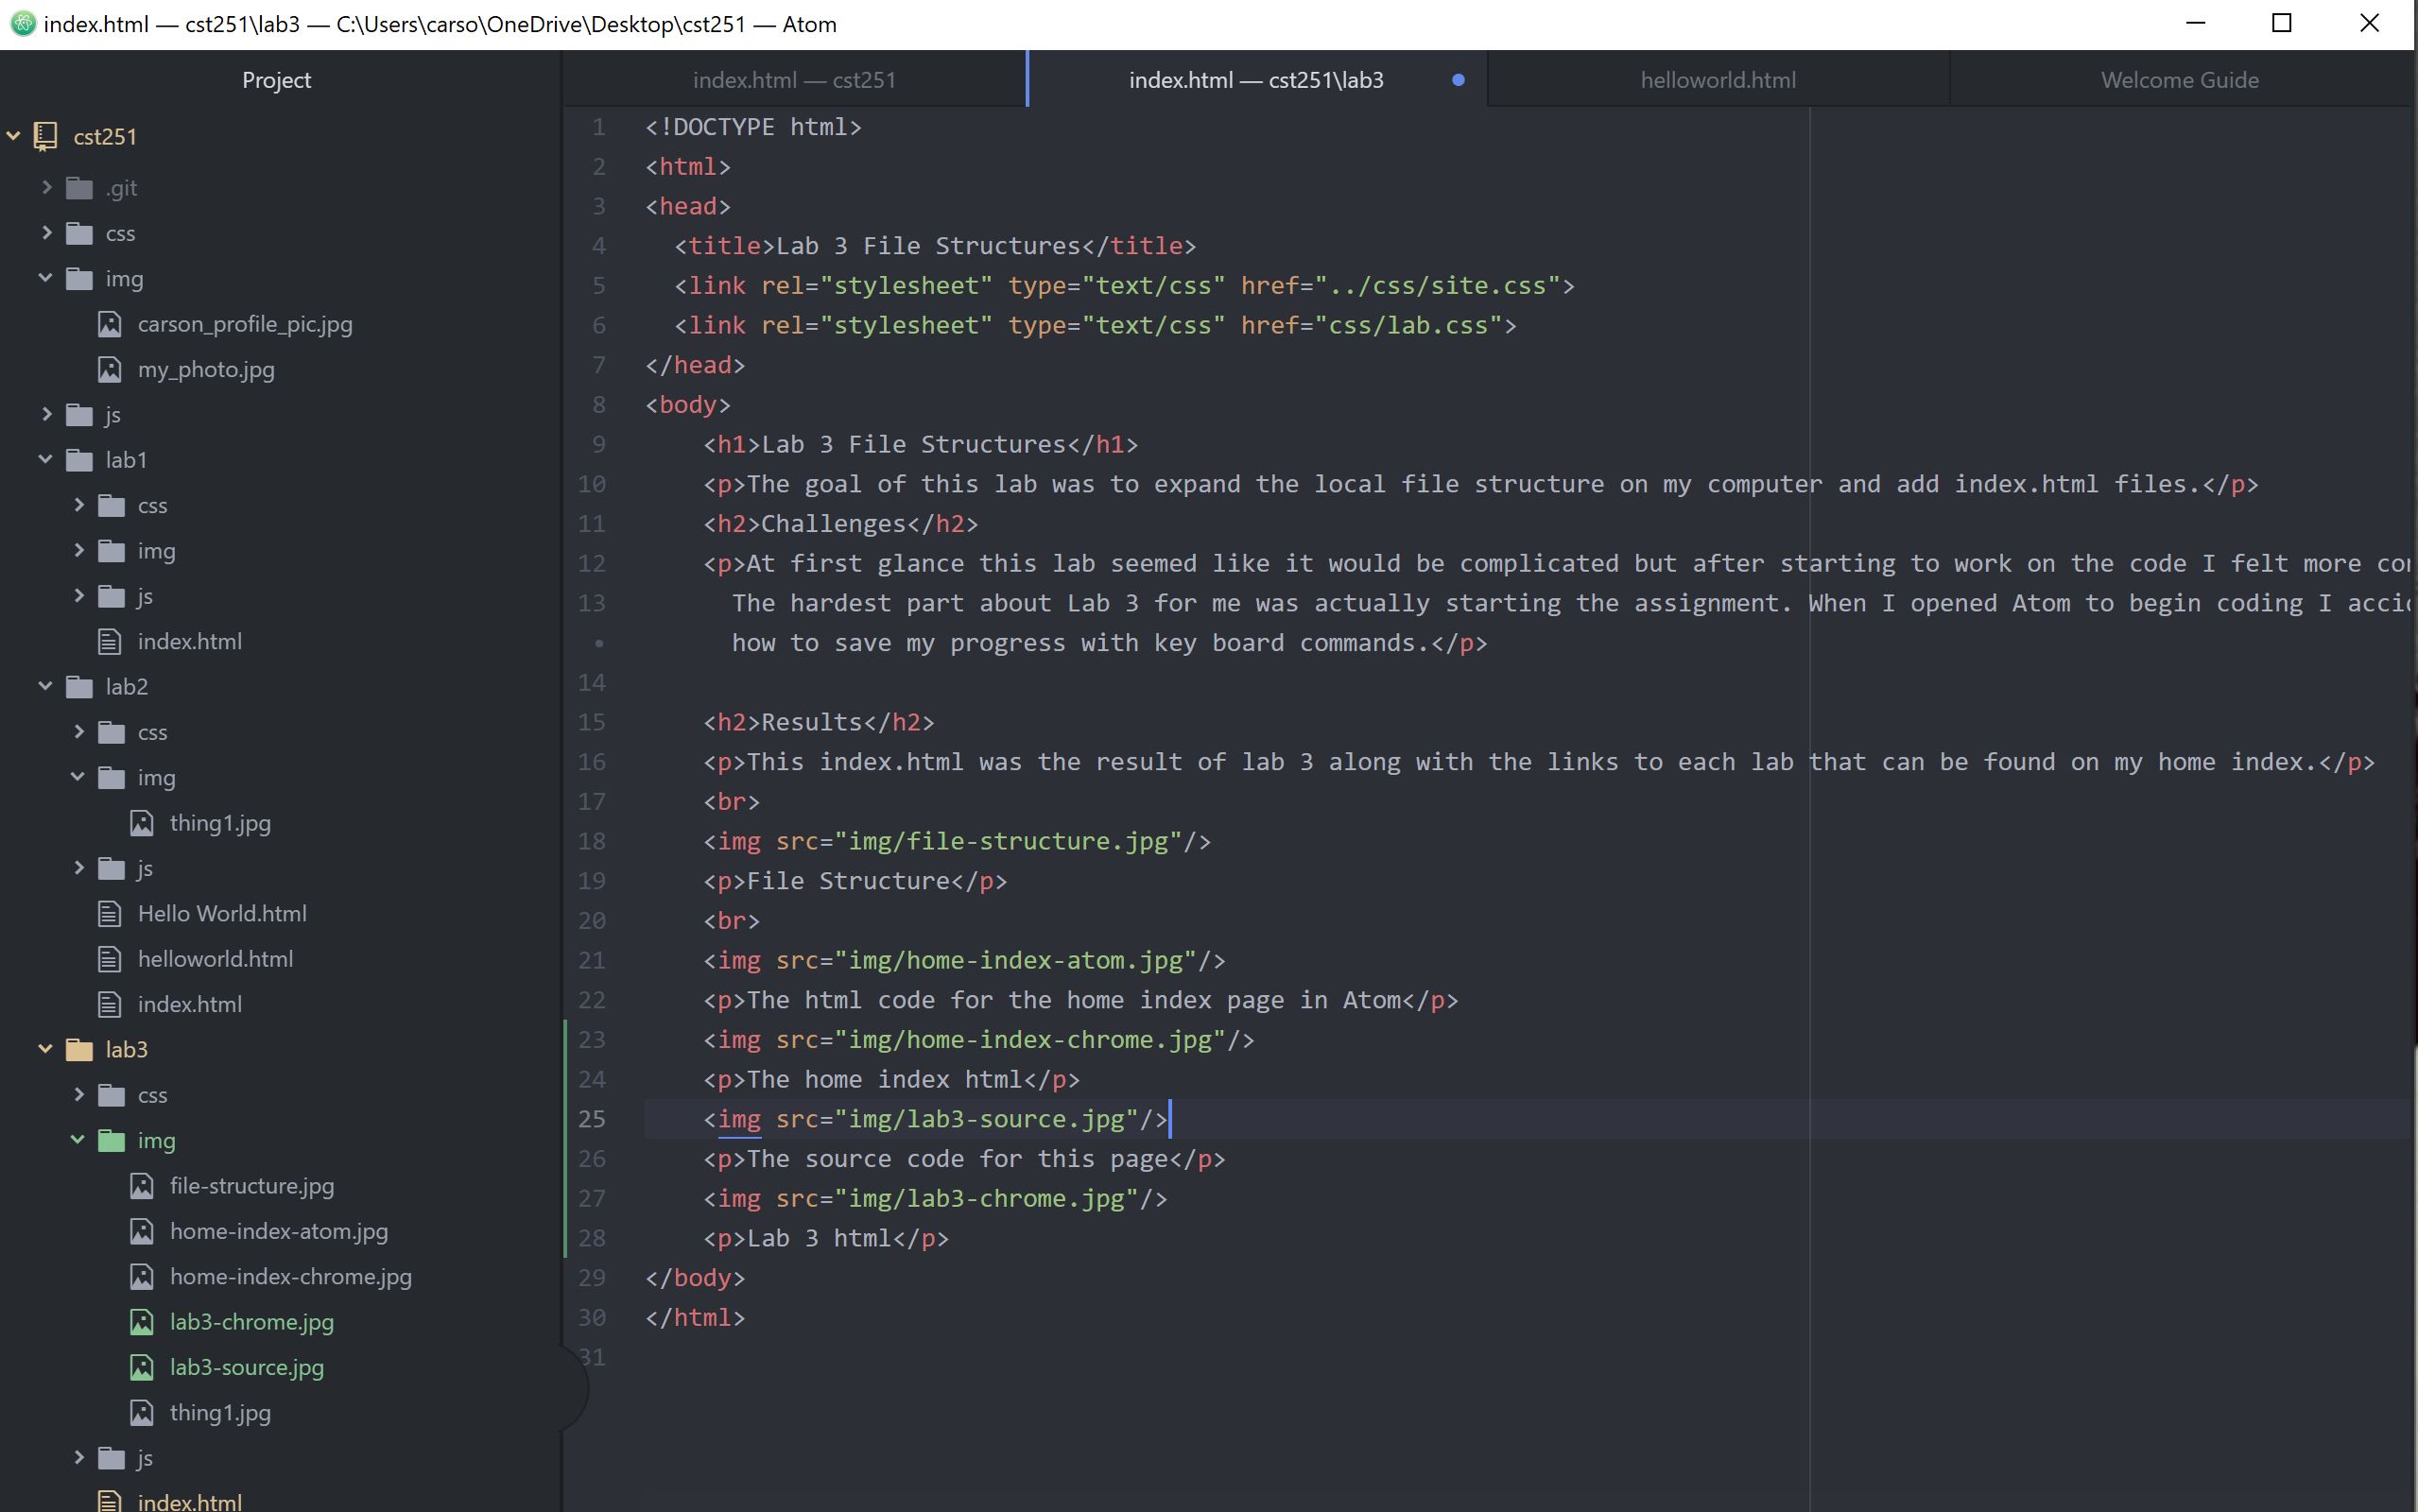 index.html — cst251\lab3 — C:\Users\carso\OneDrive\Desktop\cst251 — Atom
Project
cst251
.git
css
img
carson_profile_pic.jpg
my_photo.jpg
js
lab1
css
img
js
index.html
lab2
css
img
thing1.jpg
js
Hello World.html
helloworld.html
index.html
lab3
css
img
file-structure.jpg
home-index-atom.jpg
home-index-chrome.jpg
lab3-chrome.jpg
lab3-source.jpg
thing1.jpg
js
index.html
index.html — cst251
index.html — cst251\lab3
helloworld.html
Welcome Guide
1 <!DOCTYPE html>
2 <html>
3 <head>
4 <title>Lab 3 File Structures</title>
5 <link rel="stylesheet" type="text/css" href="../css/site.css">
6 <link rel="stylesheet" type="text/css" href="css/lab.css">
7 </head>
8 <body>
9 <h1>Lab 3 File Structures</h1>
10 <p>The goal of this lab was to expand the local file structure on my computer and add index.html files.</p>
11 <h2>Challenges</h2>
12 <p>At first glance this lab seemed like it would be complicated but after starting to work on the code I felt more
13 The hardest part about Lab 3 for me was actually starting the assignment. When I opened Atom to begin coding I
• how to save my progress with key board commands.</p>
14
15 <h2>Results</h2>
16 <p>This index.html was the result of lab 3 along with the links to each lab that can be found on my home index.</p>
17 <br>
18 <img src="img/file-structure.jpg"/>
19 <p>File Structure</p>
20 <br>
21 <img src="img/home-index-atom.jpg"/>
22 <p>The html code for the home index page in Atom</p>
23 <img src="img/home-index-chrome.jpg"/>
24 <p>The home index html</p>
25 <img src="img/lab3-source.jpg"/>
26 <p>The source code for this page</p>
27 <img src="img/lab3-chrome.jpg"/>
28 <p>Lab 3 html</p>
29 </body>
30 </html>
31